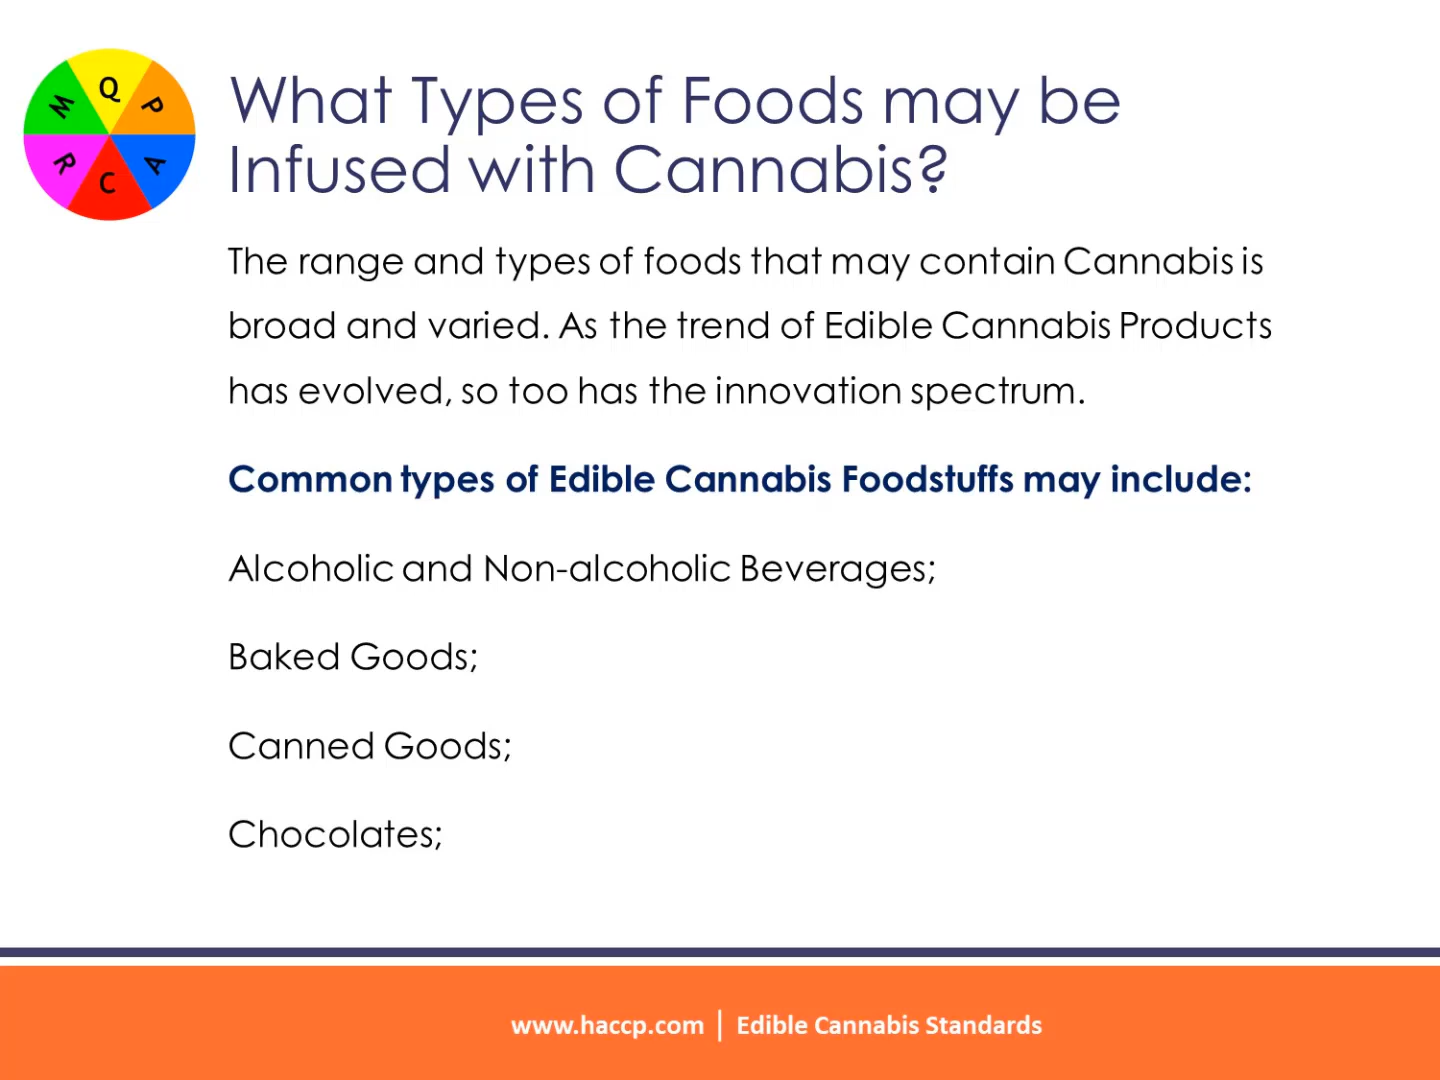 Q
P
A
C
R
M
What Types of Foods may be
Infused with Cannabis?
The range and types of foods that may contain Cannabis is
broad and varied. As the trend of Edible Cannabis Products
has evolved, so too has the innovation spectrum.
Common types of Edible Cannabis Foodstuffs may include:
Alcoholic and Non-alcoholic Beverages;
Baked Goods;
Canned Goods;
Chocolates;
www.haccp.com | Edible Cannabis Standards